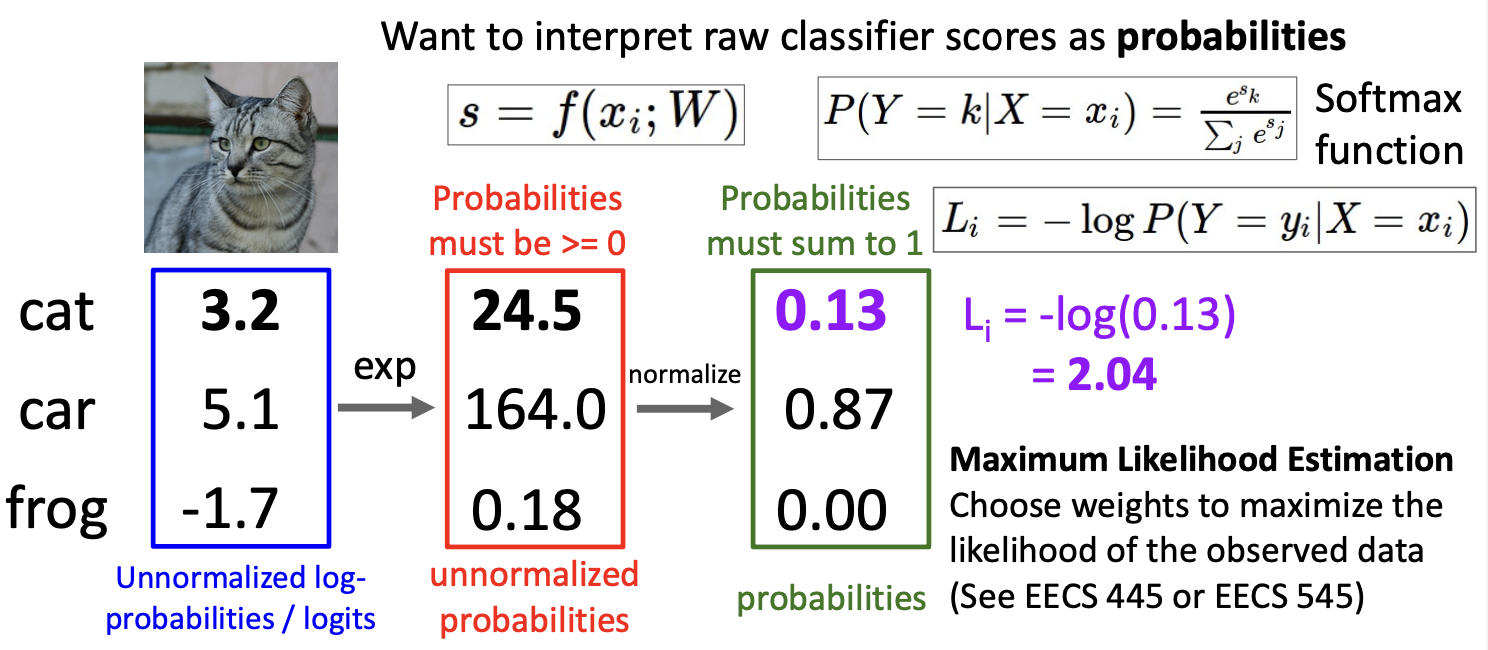 Want to interpret raw classifier scores as probabilities
s = f(x_i; W)
P(Y = k|X = x_i) = e^{s_k} / ∑_j e^{s_j}
Softmax
function
Probabilities
must be >= 0
Probabilities
must sum to 1
L_i = − log P(Y = y_i|X = x_i)
cat 3.2 24.5 0.13
L_i = -log(0.13)
= 2.04
exp
normalize
car 5.1 164.0 0.87
frog -1.7 0.18 0.00
Unnormalized log-
probabilities / logits
unnormalized
probabilities
probabilities
Maximum Likelihood Estimation
Choose weights to maximize the
likelihood of the observed data
(See EECS 445 or EECS 545)